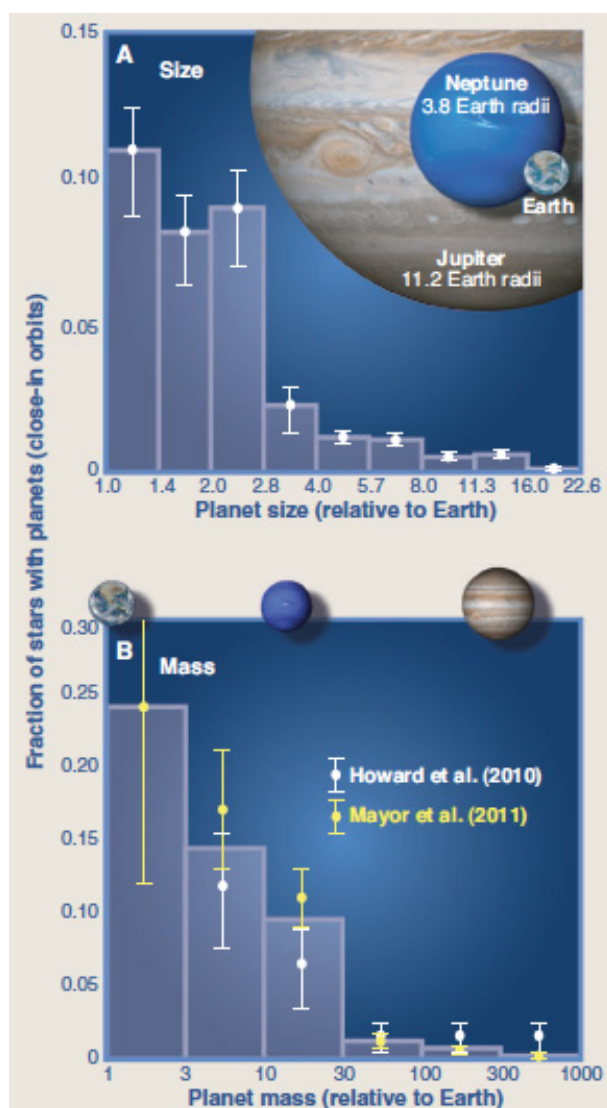 Fraction of stars with planets (close-in orbits)
0.15
A
Size
Neptune
3.8 Earth radii
Earth
Jupiter
11.2 Earth radii
0.10
0.05
0
1.0 1.4 2.0 2.8 4.0 5.7 8.0 11.3 16.0 22.6
Planet size (relative to Earth)
0.30
B
Mass
0.25
0.20
Howard et al. (2010)
Mayor et al. (2011)
0.15
0.10
0.05
0
1 3 10 30 100 300 1000
Planet mass (relative to Earth)